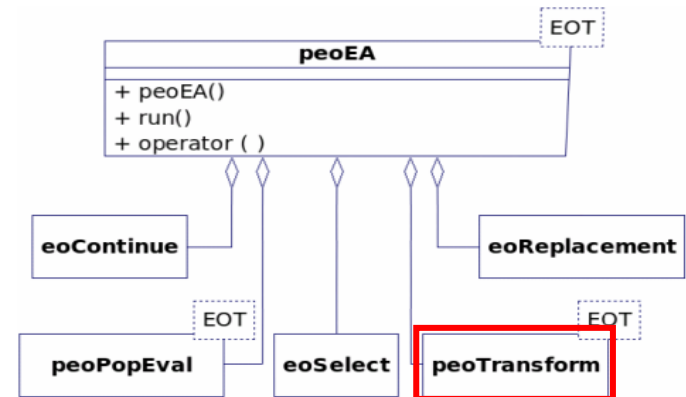 EOT
peoEA
+ peoEA()
+ run()
+ operator ( )
eoContinue
eoReplacement
EOT
EOT
peoPopEval
eoSelect
peoTransform